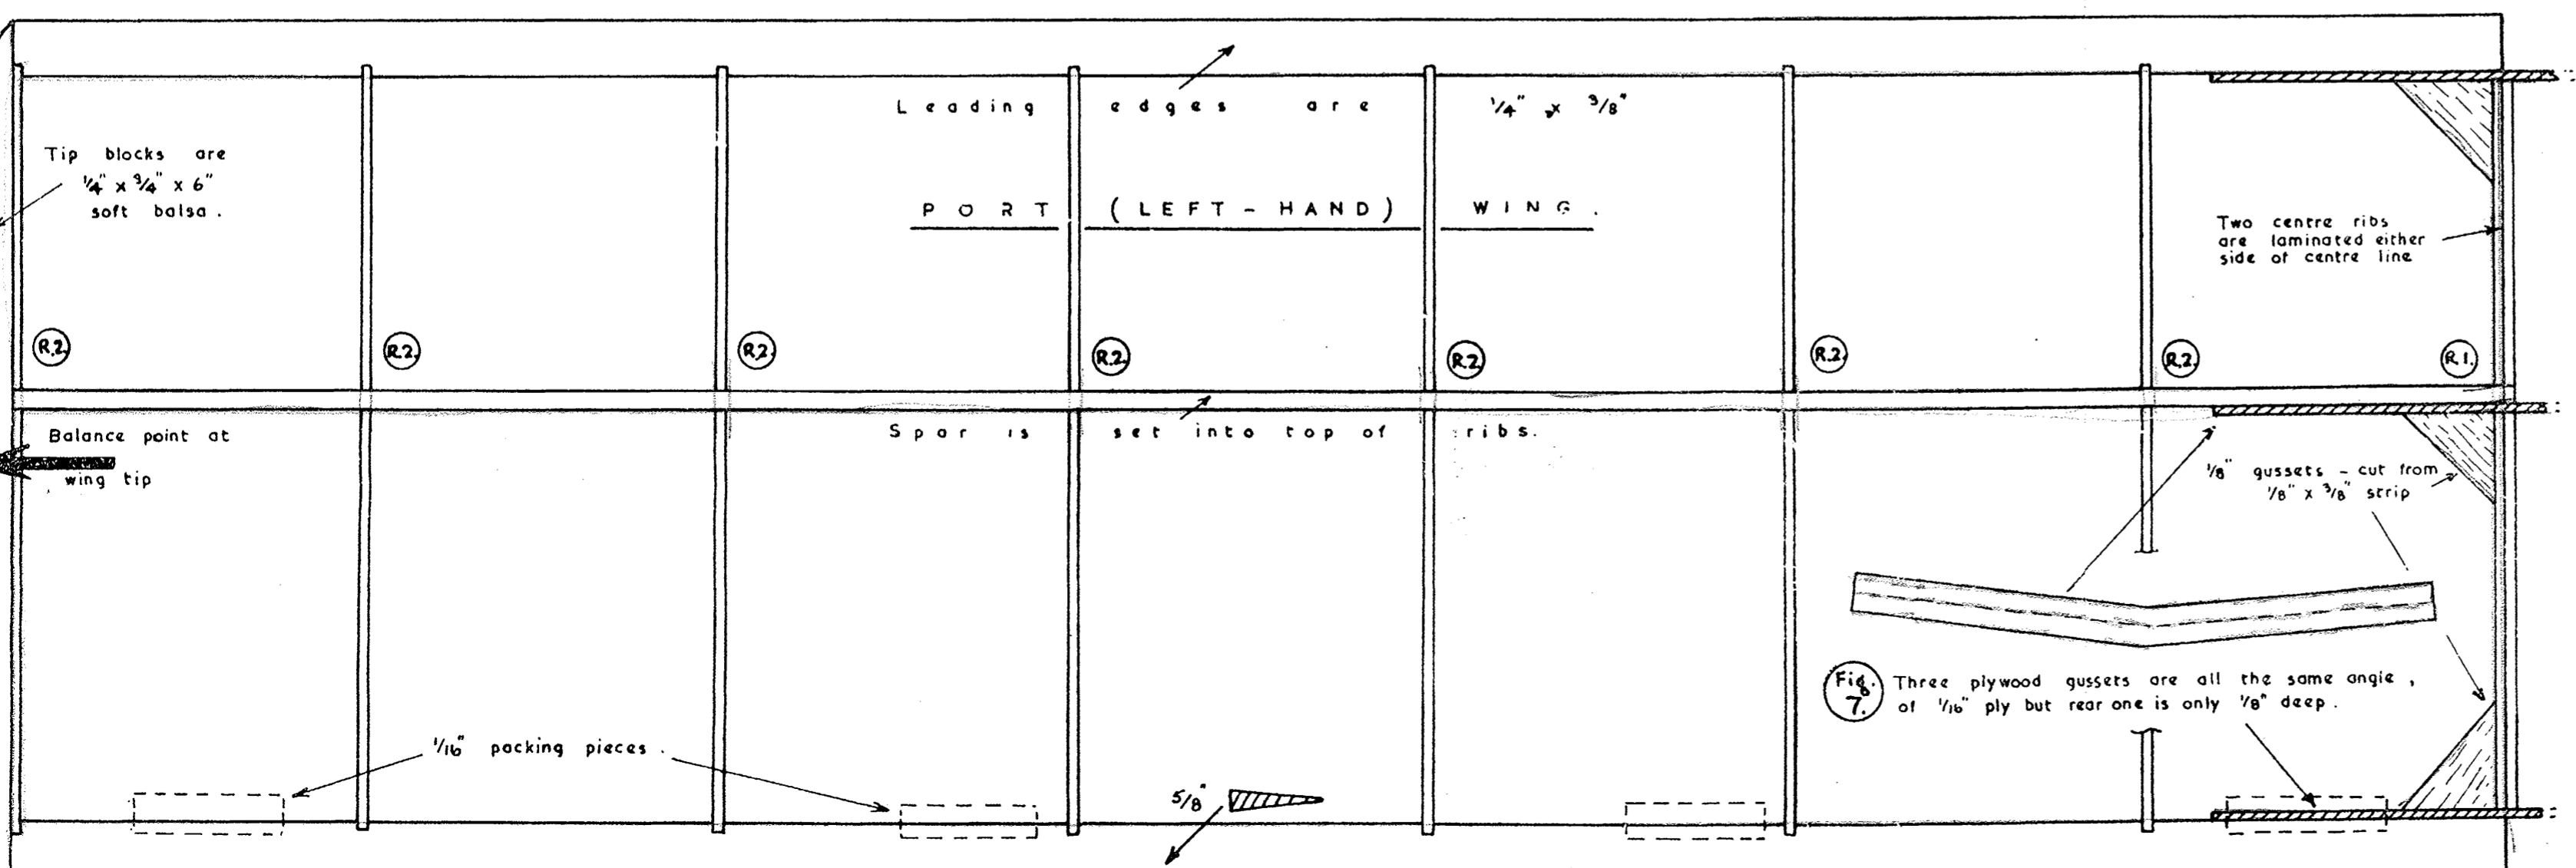 Leading edges are 1/4" x 3/8"
Tip blocks are
1/4" x 3/4" x 6"
soft balsa.
PORT (LEFT-HAND) WING.
Two centre ribs
are laminated either
side of centre line
R.2.
R.2.
R.2.
R.2.
R.2.
R.2.
R.2.
R.1.
Balance point at
wing tip
Spar is set into top of ribs.
1/8" gussets - cut from
1/8" x 3/8" strip
Fig. 7.
Three plywood gussets are all the same angle,
of 1/16" ply but rear one is only 1/8" deep.
1/16" packing pieces.
5/8"